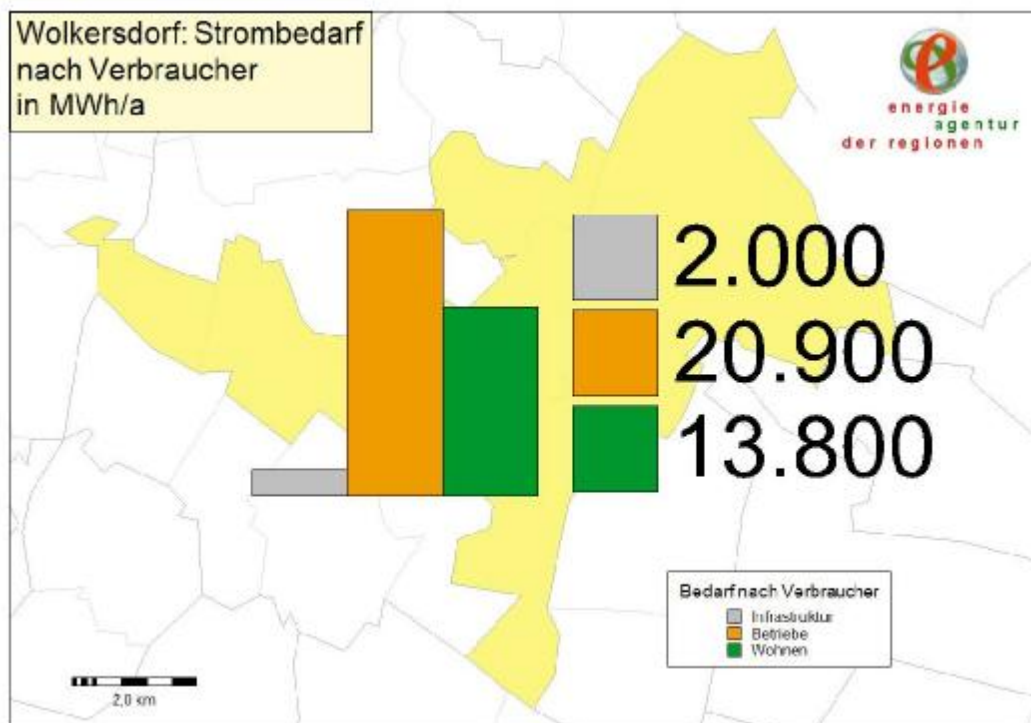 Wolkersdorf: Strombedarf
nach Verbraucher
in MWh/a
energie
agentur
der regionen
2.000
20.900
13.800
Bedarf nach Verbraucher
Infrastruktur
Betriebe
Wohnen
2,0 km